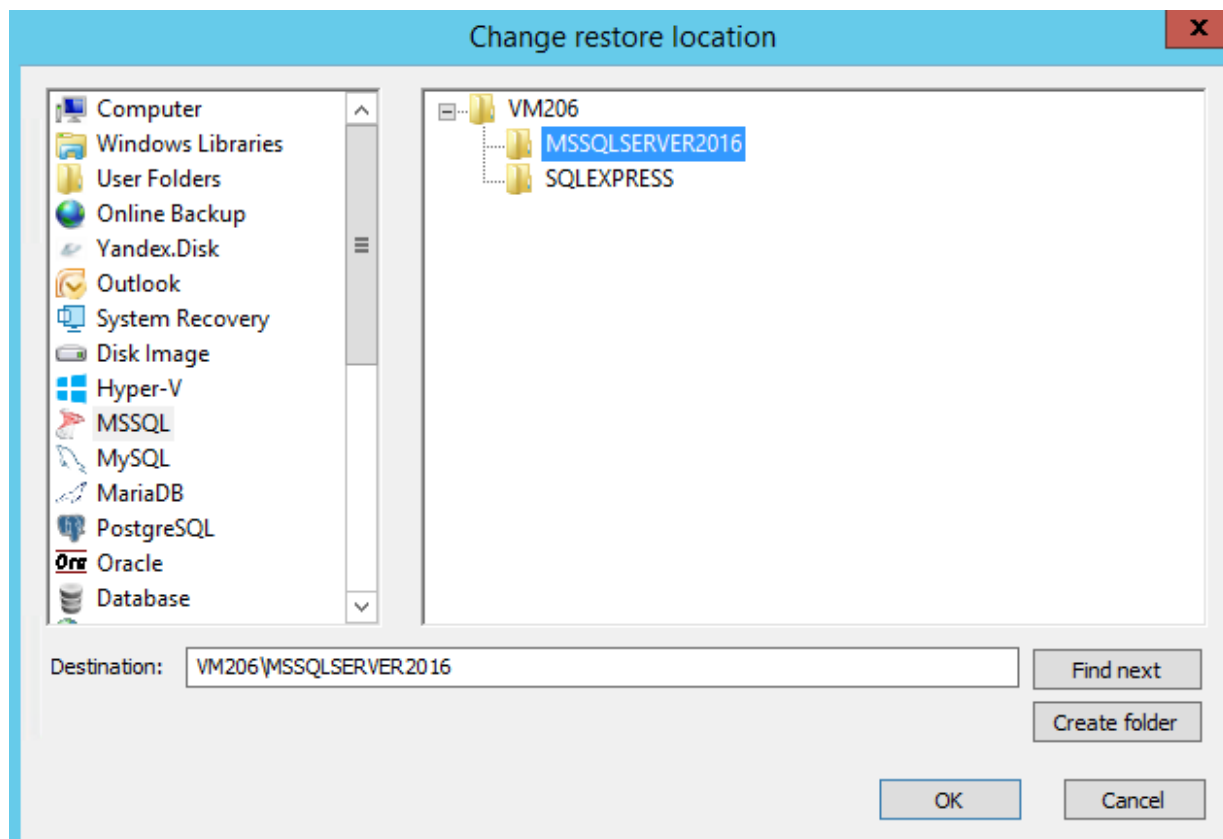 Change restore location
x
Computer
Windows Libraries
User Folders
Online Backup
Yandex.Disk
Outlook
System Recovery
Disk Image
Hyper-V
MSSQL
MySQL
MariaDB
PostgreSQL
Ora Oracle
Database
VM206
MSSQLSERVER2016
SQLEXPRESS
Destination: VM206\MSSQLSERVER2016
Find next
Create folder
OK Cancel